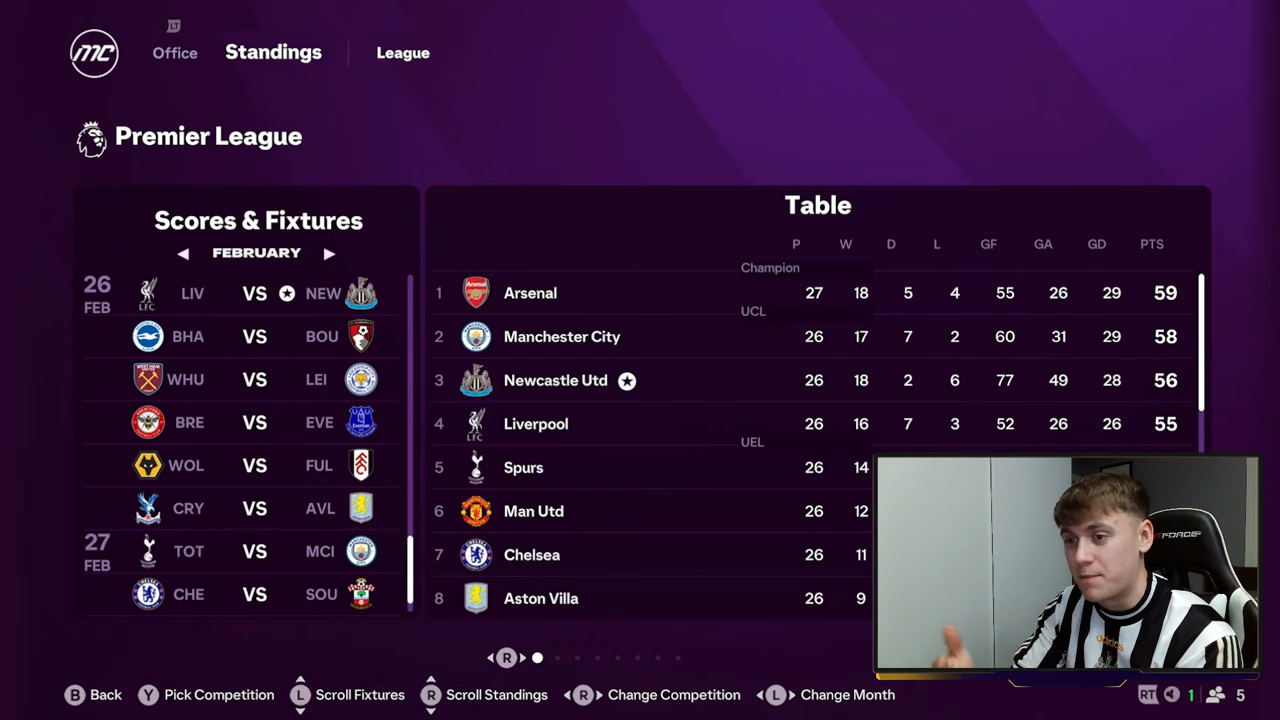 LT
MC Office Standings League
Premier League
Scores & Fixtures
FEBRUARY
26 FEB LIV VS NEW
BHA VS BOU
WHU VS LEI
BRE VS EVE
WOL VS FUL
CRY VS AVL
27 FEB TOT VS MCI
CHE VS SOU
Table
P W D L GF GA GD PTS
Champion
1 Arsenal 27 18 5 4 55 26 29 59
UCL
2 Manchester City 26 17 7 2 60 31 29 58
3 Newcastle Utd 26 18 2 6 77 49 28 56
4 Liverpool 26 16 7 3 52 26 26 55
UEL
5 Spurs 26 14
6 Man Utd 26 12
7 Chelsea 26 11
8 Aston Villa 26 9
R
B Back Y Pick Competition L Scroll Fixtures R Scroll Standings R Change Competition L Change Month
RT 1 5
adidas